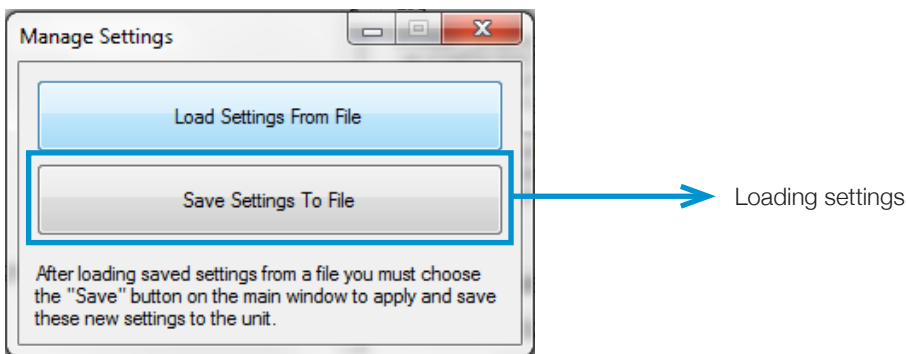 Manage Settings
Load Settings From File
Save Settings To File
Loading settings
After loading saved settings from a file you must choose
the "Save" button on the main window to apply and save
these new settings to the unit.